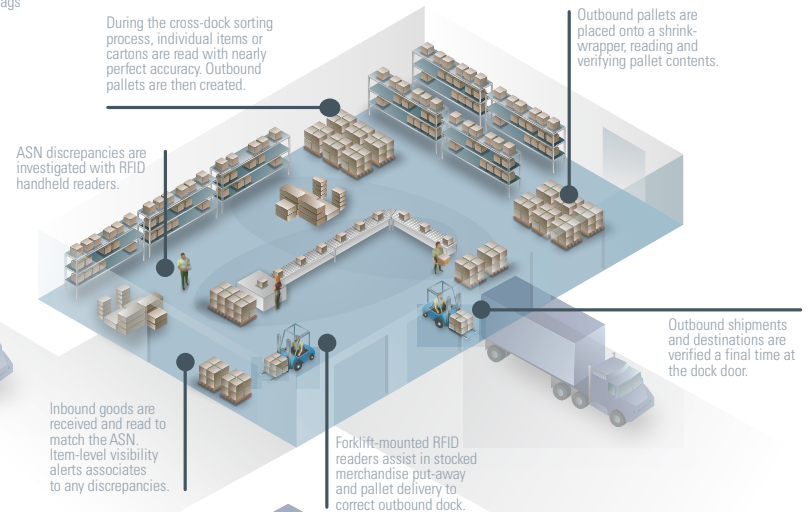 ags
During the cross-dock sorting
process, individual items or
cartons are read with nearly
perfect accuracy. Outbound
pallets are then created.
Outbound pallets are
placed onto a shrink-
wrapper, reading and
verifying pallet contents.
ASN discrepancies are
investigated with RFID
handheld readers.
Outbound shipments
and destinations are
verified a final time at
the dock door.
Inbound goods are
received and read to
match the ASN.
Item-level visibility
alerts associates
to any discrepancies.
Forklift-mounted RFID
readers assist in stocked
merchandise put-away
and pallet delivery to
correct outbound dock.